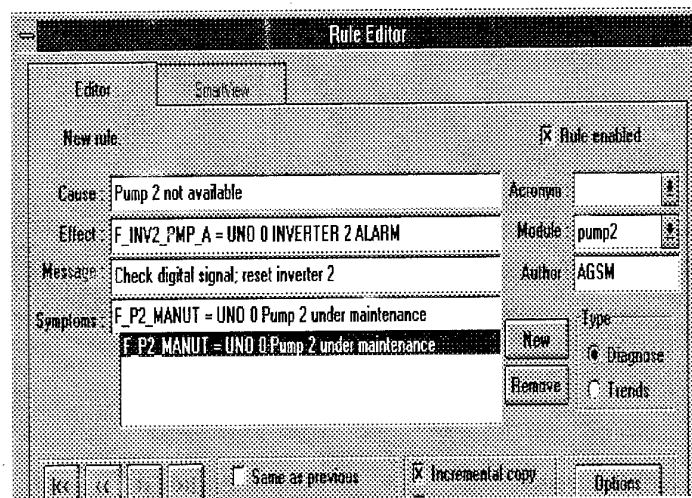 Rule Editor
Editor SmartView
New rule. Rule enabled
Cause : Pump 2 not available Acronym :
Effect : F_INV2_PMP_A = UNO 0 INVERTER 2 ALARM Module : pump2
Message : Check digital signal; reset inverter 2 Author : AGSM
Symptoms : F_P2_MANUT = UNO 0 Pump 2 under maintenance Type
F_P2_MANUT = UNO 0 Pump 2 under maintenance New Diagnose
Remove Trends
K< << Same as previous Incremental copy Options